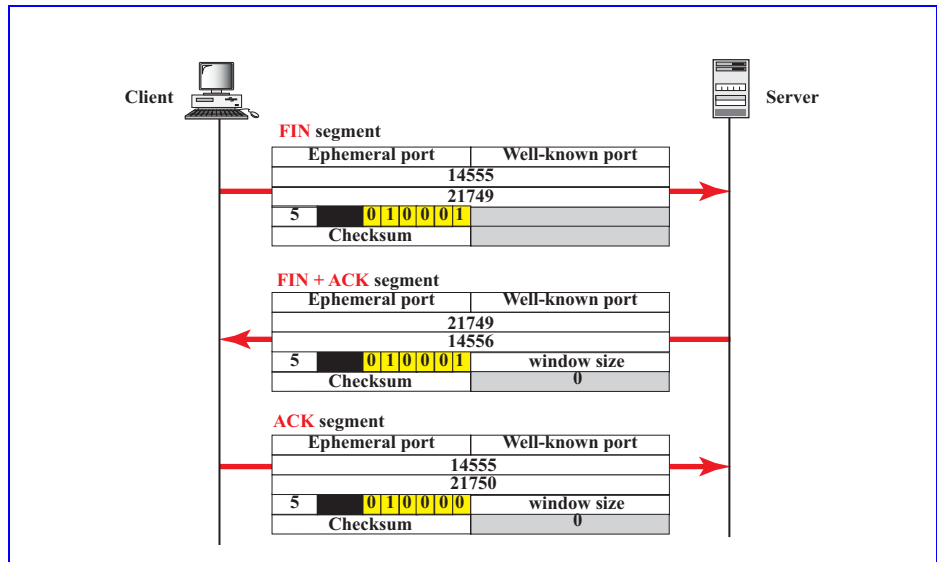 Client
Server
FIN segment
Ephemeral port Well-known port
14555
21749
5 0 1 0 0 0 1
Checksum
FIN + ACK segment
Ephemeral port Well-known port
21749
14556
5 0 1 0 0 0 1 window size
Checksum 0
ACK segment
Ephemeral port Well-known port
14555
21750
5 0 1 0 0 0 0 window size
Checksum 0